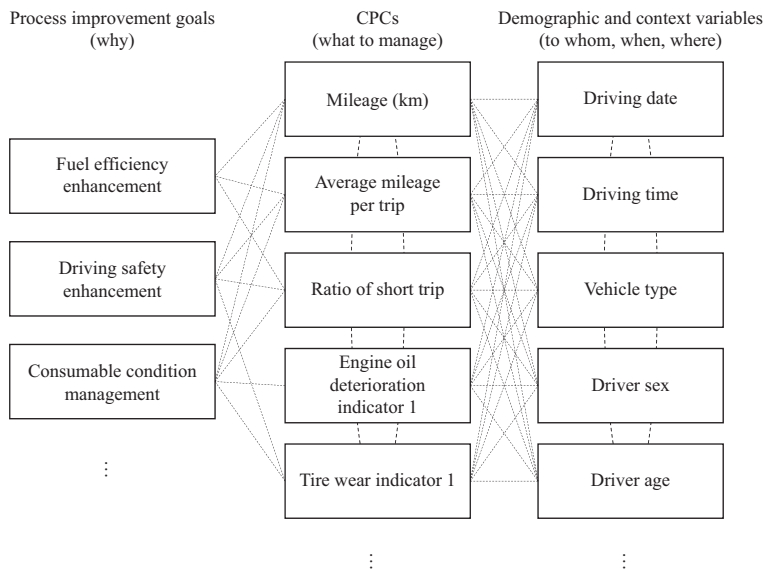 Process improvement goals
(why)
CPCs
(what to manage)
Demographic and context variables
(to whom, when, where)
Fuel efficiency
enhancement
Driving safety
enhancement
Consumable condition
management
⋮
Mileage (km)
Average mileage
per trip
Ratio of short trip
Engine oil
deterioration
indicator 1
Tire wear indicator 1
⋮
Driving date
Driving time
Vehicle type
Driver sex
Driver age
⋮